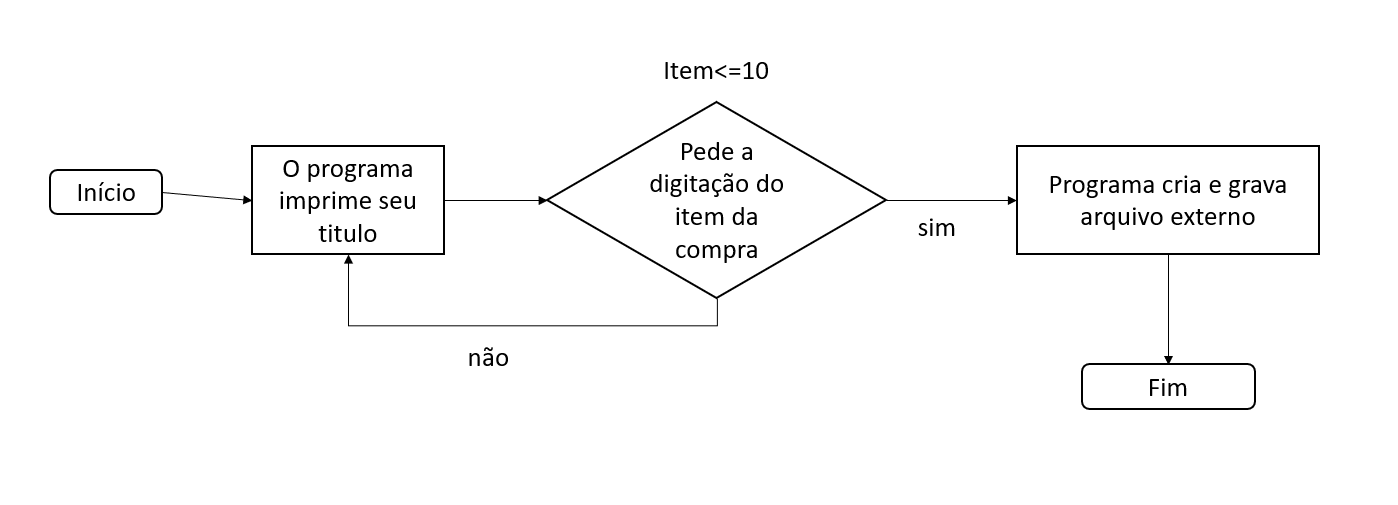 Item<=10
Início
O programa
imprime seu
titulo
Pede a
digitação do
item da
compra
sim
Programa cria e grava
arquivo externo
não
Fim